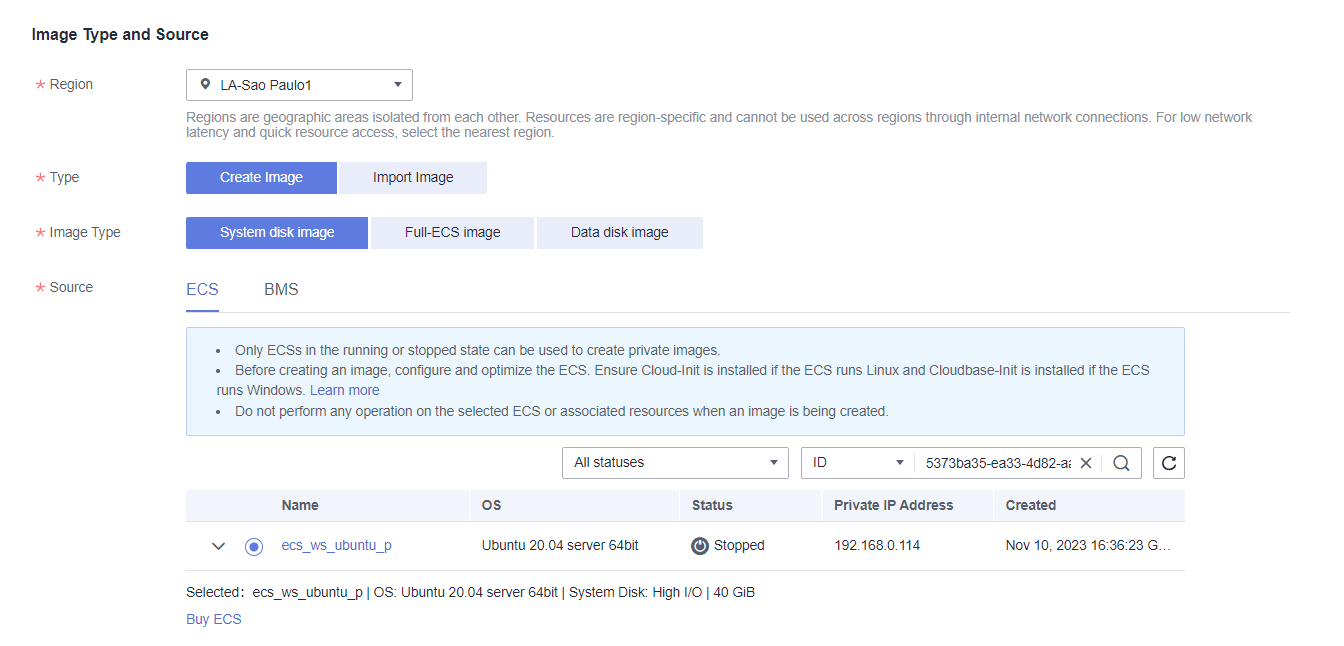 Image Type and Source
* Region
LA-Sao Paulo1
Regions are geographic areas isolated from each other. Resources are region-specific and cannot be used across regions through internal network connections. For low network
latency and quick resource access, select the nearest region.
* Type
Create Image
Import Image
* Image Type
System disk image
Full-ECS image
Data disk image
* Source
ECS
BMS
• Only ECSs in the running or stopped state can be used to create private images.
• Before creating an image, configure and optimize the ECS. Ensure Cloud-Init is installed if the ECS runs Linux and Cloudbase-Init is installed if the ECS
runs Windows. Learn more
• Do not perform any operation on the selected ECS or associated resources when an image is being created.
All statuses
ID
5373ba35-ea33-4d82-aa
Name OS Status Private IP Address Created
ecs_ws_ubuntu_p Ubuntu 20.04 server 64bit Stopped 192.168.0.114 Nov 10, 2023 16:36:23 G...
Selected: ecs_ws_ubuntu_p | OS: Ubuntu 20.04 server 64bit | System Disk: High I/O | 40 GiB
Buy ECS